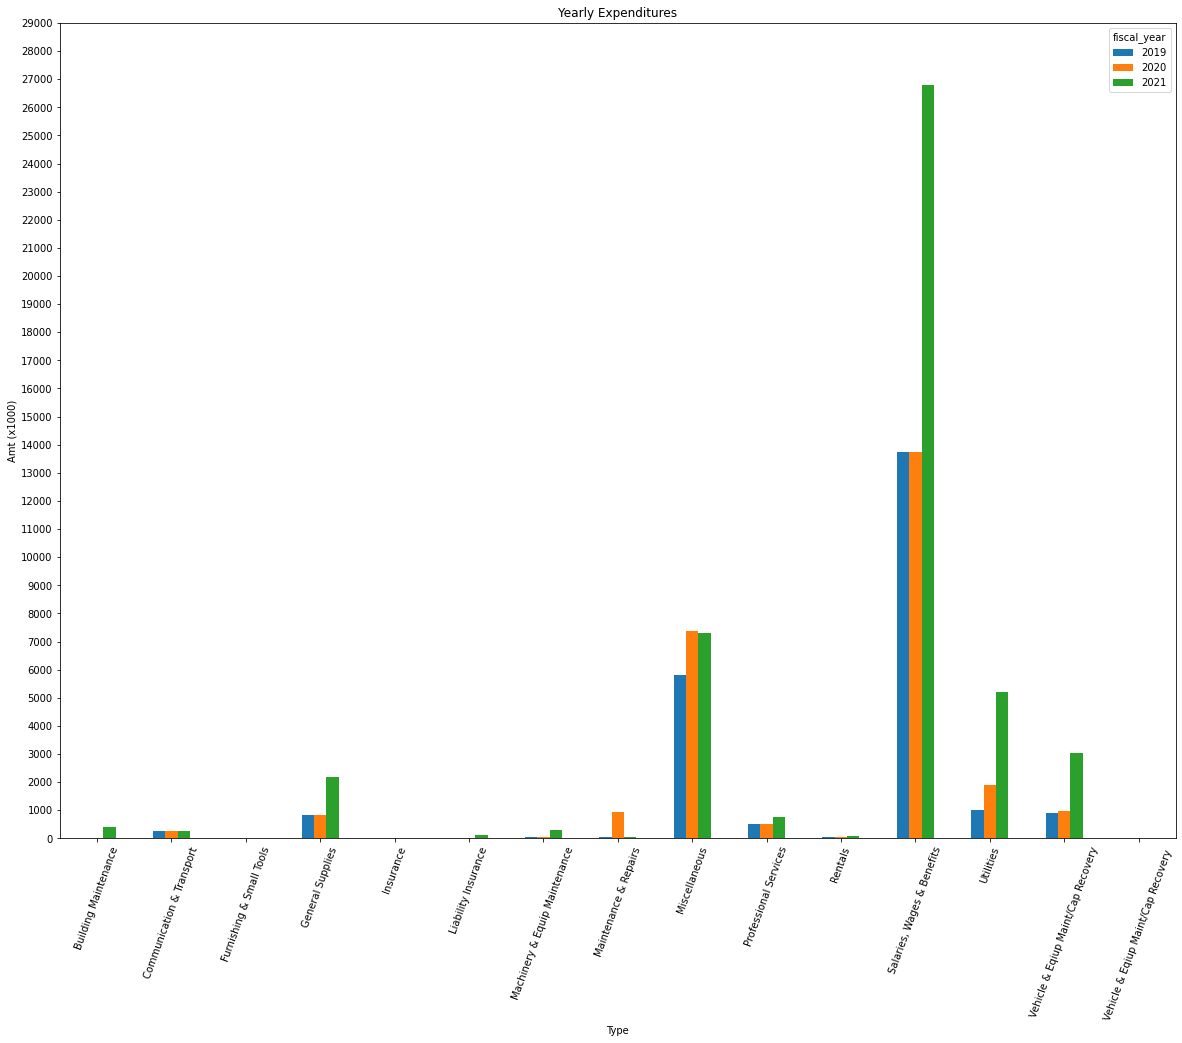 Yearly Expenditures
fiscal_year
2019
2020
2021
Amt (x1000)
29000
28000
27000
26000
25000
24000
23000
22000
21000
20000
19000
18000
17000
16000
15000
14000
13000
12000
11000
10000
9000
8000
7000
6000
5000
4000
3000
2000
1000
0
Building Maintenance
Communication & Transport
Furnishing & Small Tools
General Supplies
Insurance
Liability Insurance
Machinery & Equip Maintenance
Maintenance & Repairs
Miscellaneous
Professional Services
Rentals
Salaries, Wages & Benefits
Utilities
Vehicle & Eqiup Maint/Cap Recovery
Vehicle & Eqiup Maint/Cap Recovery
Type